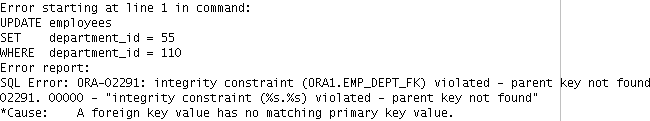 Error starting at line 1 in command:
UPDATE employees
SET    department_id = 55
WHERE  department_id = 110
Error report:
SQL Error: ORA-02291: integrity constraint (ORA1.EMP_DEPT_FK) violated - parent key not found
02291. 00000 - "integrity constraint (%s.%s) violated - parent key not found"
*Cause:    A foreign key value has no matching primary key value.